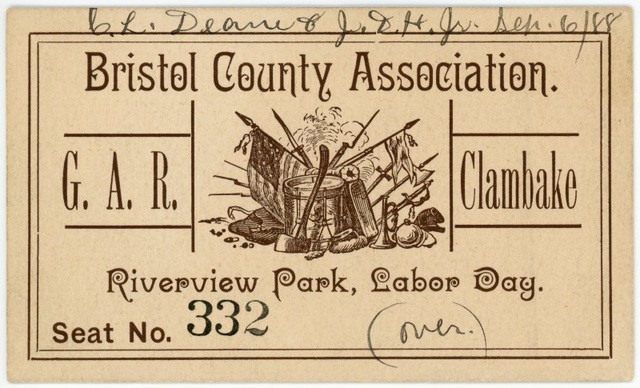 C. L. Deane & J. D. H. Jr. Sep. 6/88
Bristol County Association.
G. A. R.
Clambake
Riverview Park, Labor Day.
Seat No. 332
(over.)